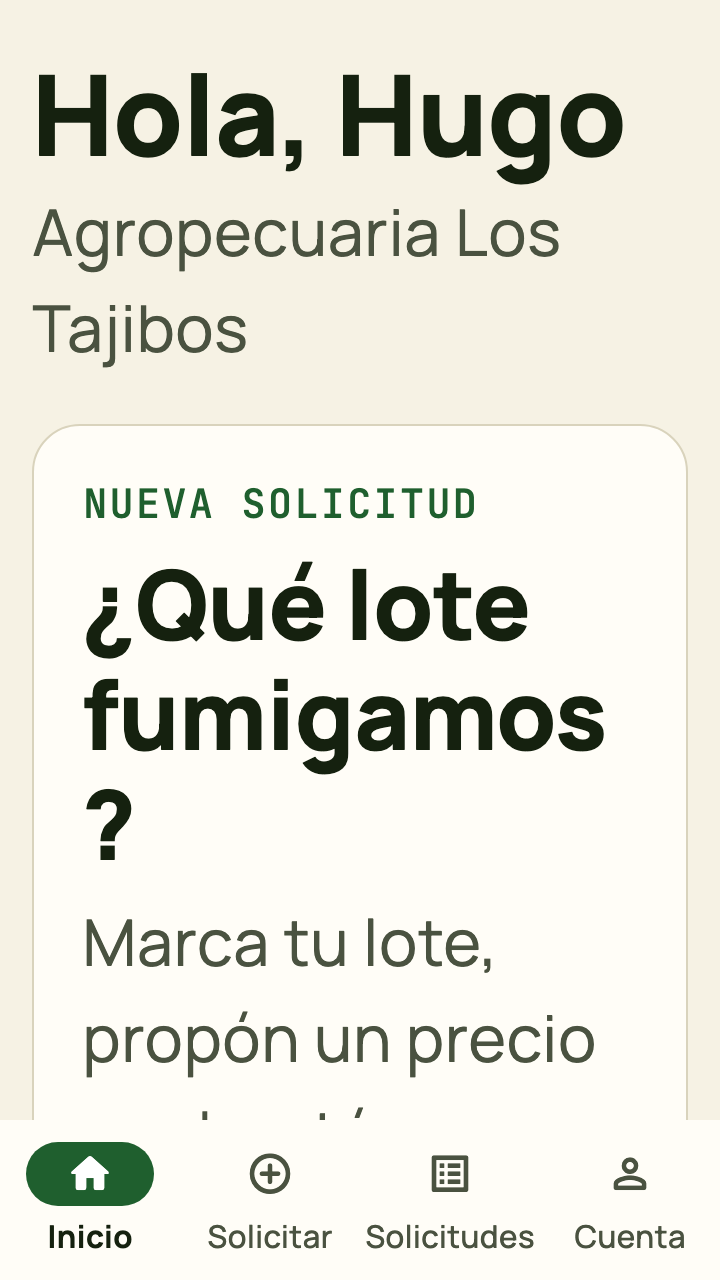 Hola, Hugo
Agropecuaria Los
Tajibos
NUEVA SOLICITUD
¿Qué lote
fumigamos
?
Marca tu lote,
propón un precio
Inicio
Solicitar
Solicitudes
Cuenta